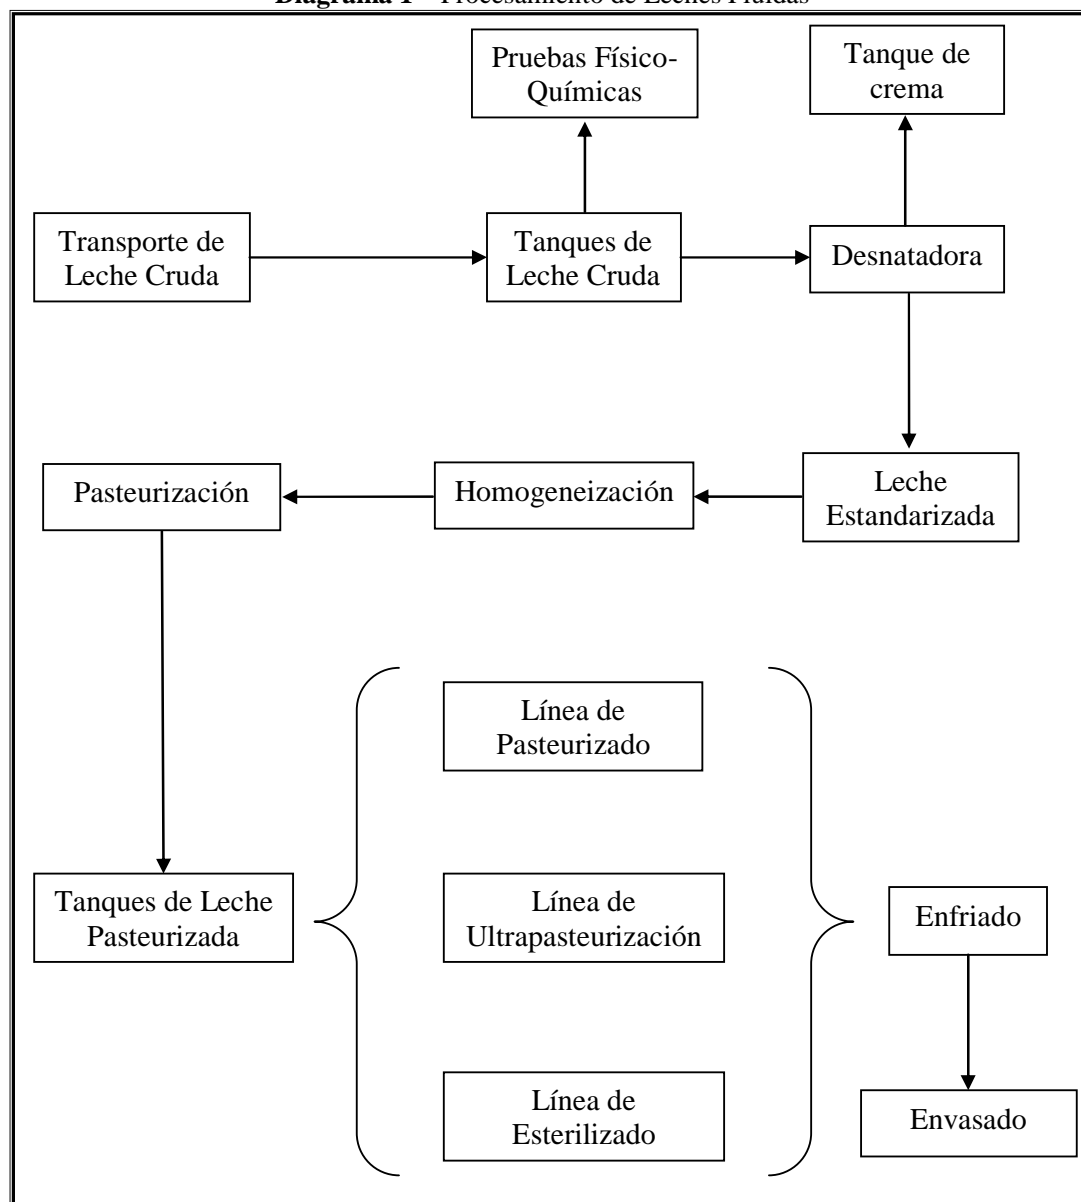 Diagrama 1 – Procesamiento de Leches Fluidas
Pruebas Físico-
Químicas
Tanque de
crema
Transporte de
Leche Cruda
Tanques de
Leche Cruda
Desnatadora
Pasteurización
Homogeneización
Leche
Estandarizada
Línea de
Pasteurizado
Tanques de Leche
Pasteurizada
Línea de
Ultrapasteurización
Enfriado
Línea de
Esterilizado
Envasado